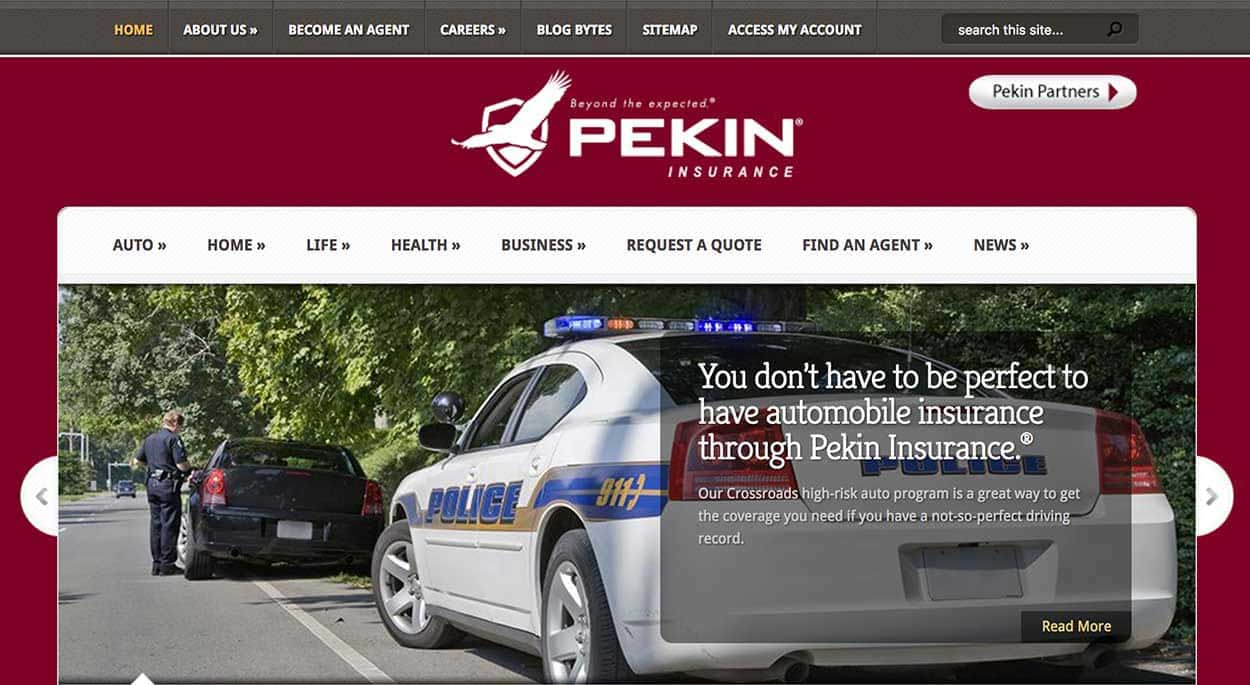 HOME ABOUT US » BECOME AN AGENT CAREERS » BLOG BYTES SITEMAP ACCESS MY ACCOUNT search this site...
Pekin Partners
Beyond the expected.®
PEKIN®
INSURANCE
AUTO » HOME » LIFE » HEALTH » BUSINESS » REQUEST A QUOTE FIND AN AGENT » NEWS »
You don't have to be perfect to
have automobile insurance
through Pekin Insurance.®
POLICE
Our Crossroads high-risk auto program is a great way to get
the coverage you need if you have a not-so-perfect driving
record.
POLICE 911
Read More